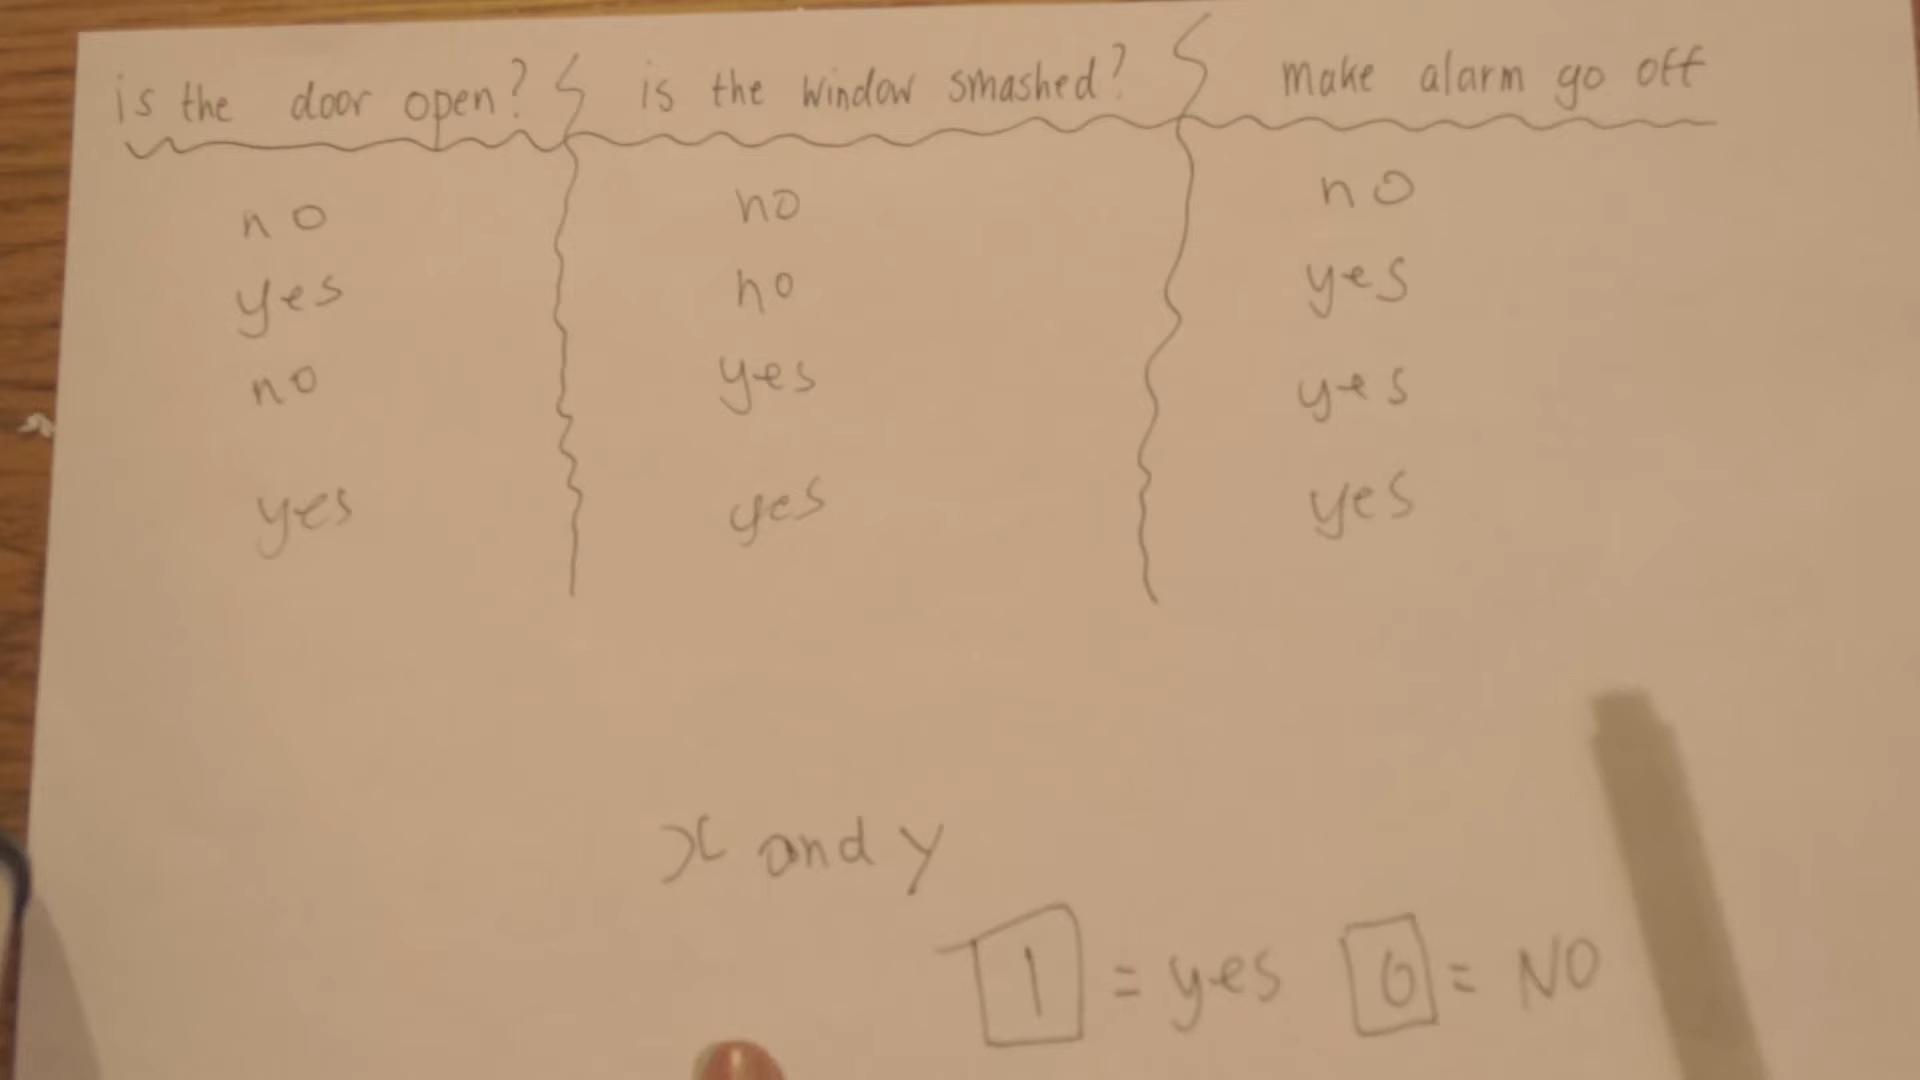 is the door open? is the window smashed? make alarm go off
no no no
yes no yes
no yes yes
yes yes yes
x and y
1 = yes 0 = NO